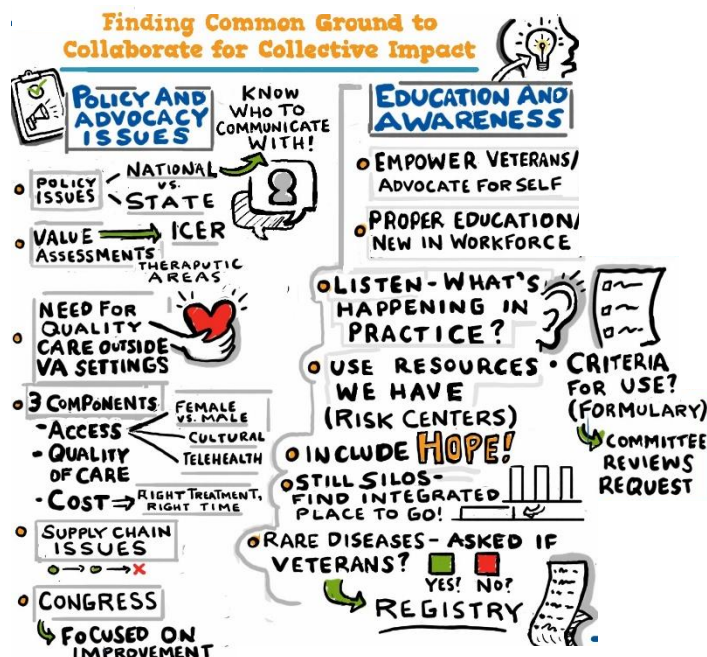 Finding Common Ground to
Collaborate for Collective Impact
POLICY AND
ADVOCACY
ISSUES
KNOW
WHO TO
COMMUNICATE
WITH!
POLICY
ISSUES
NATIONAL
VS.
STATE
VALUE
ASSESSMENTS
ICER
THERAPUTIC
AREAS
NEED FOR
QUALITY
CARE OUTSIDE
VA SETTINGS
3 COMPONENTS
-ACCESS
FEMALE
VS. MALE
CULTURAL
TELEHEALTH
- QUALITY
OF CARE
- COST ⇒ RIGHT TREATMENT,
RIGHT TIME
SUPPLY CHAIN
ISSUES
CONGRESS
FOCUSED ON
IMPROVEMENT
EDUCATION AND
AWARENESS
EMPOWER VETERANS/
ADVOCATE FOR SELF
PROPER EDUCATION/
NEW IN WORKFORCE
LISTEN - WHAT'S
HAPPENING IN
PRACTICE?
USE RESOURCES
WE HAVE
(RISK CENTERS)
INCLUDE HOPE!
STILL SILOS-
FIND INTEGRATED
PLACE TO GO!
RARE DISEASES - ASKED IF
VETERANS?
YES? NO?
REGISTRY
• CRITERIA
FOR USE?
(FORMULARY)
COMMITTEE
REVIEWS
REQUEST